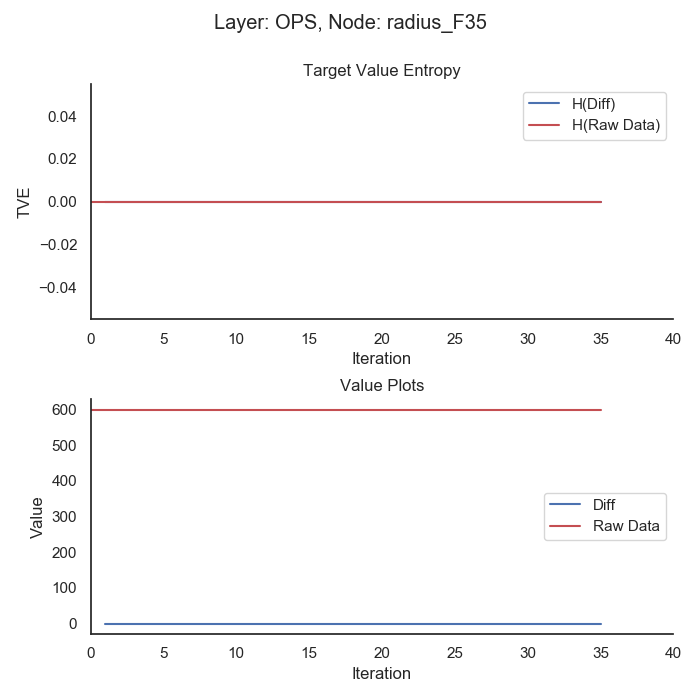 Layer: OPS, Node: radius_F35
Target Value Entropy
H(Diff)
H(Raw Data)
0.04
0.02
0.00
−0.02
−0.04
TVE
0 5 10 15 20 25 30 35 40
Iteration
Value Plots
600
500
400
300
200
100
0
Value
Diff
Raw Data
0 5 10 15 20 25 30 35 40
Iteration